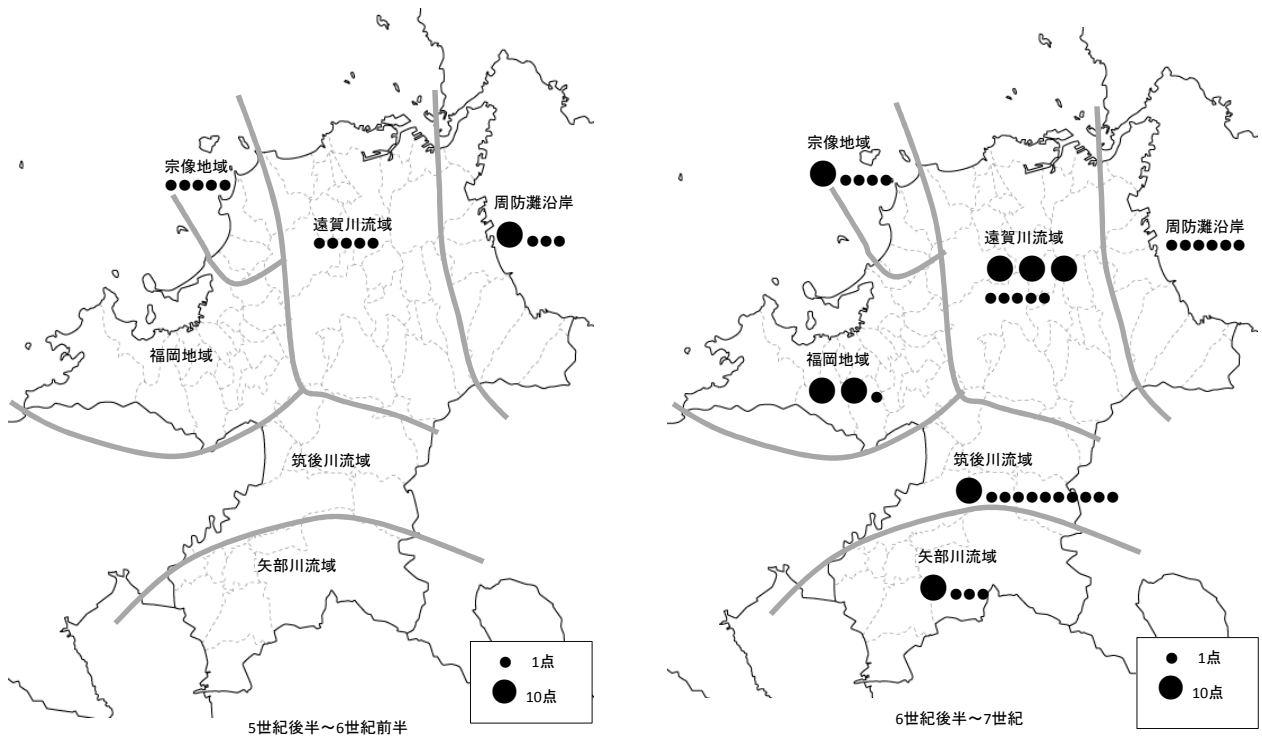 宗像地域
周防灘沿岸
遠賀川流域
福岡地域
筑後川流域
矢部川流域
1点
10点
5世紀後半～6世紀前半
宗像地域
周防灘沿岸
遠賀川流域
福岡地域
筑後川流域
矢部川流域
1点
10点
6世紀後半～7世紀